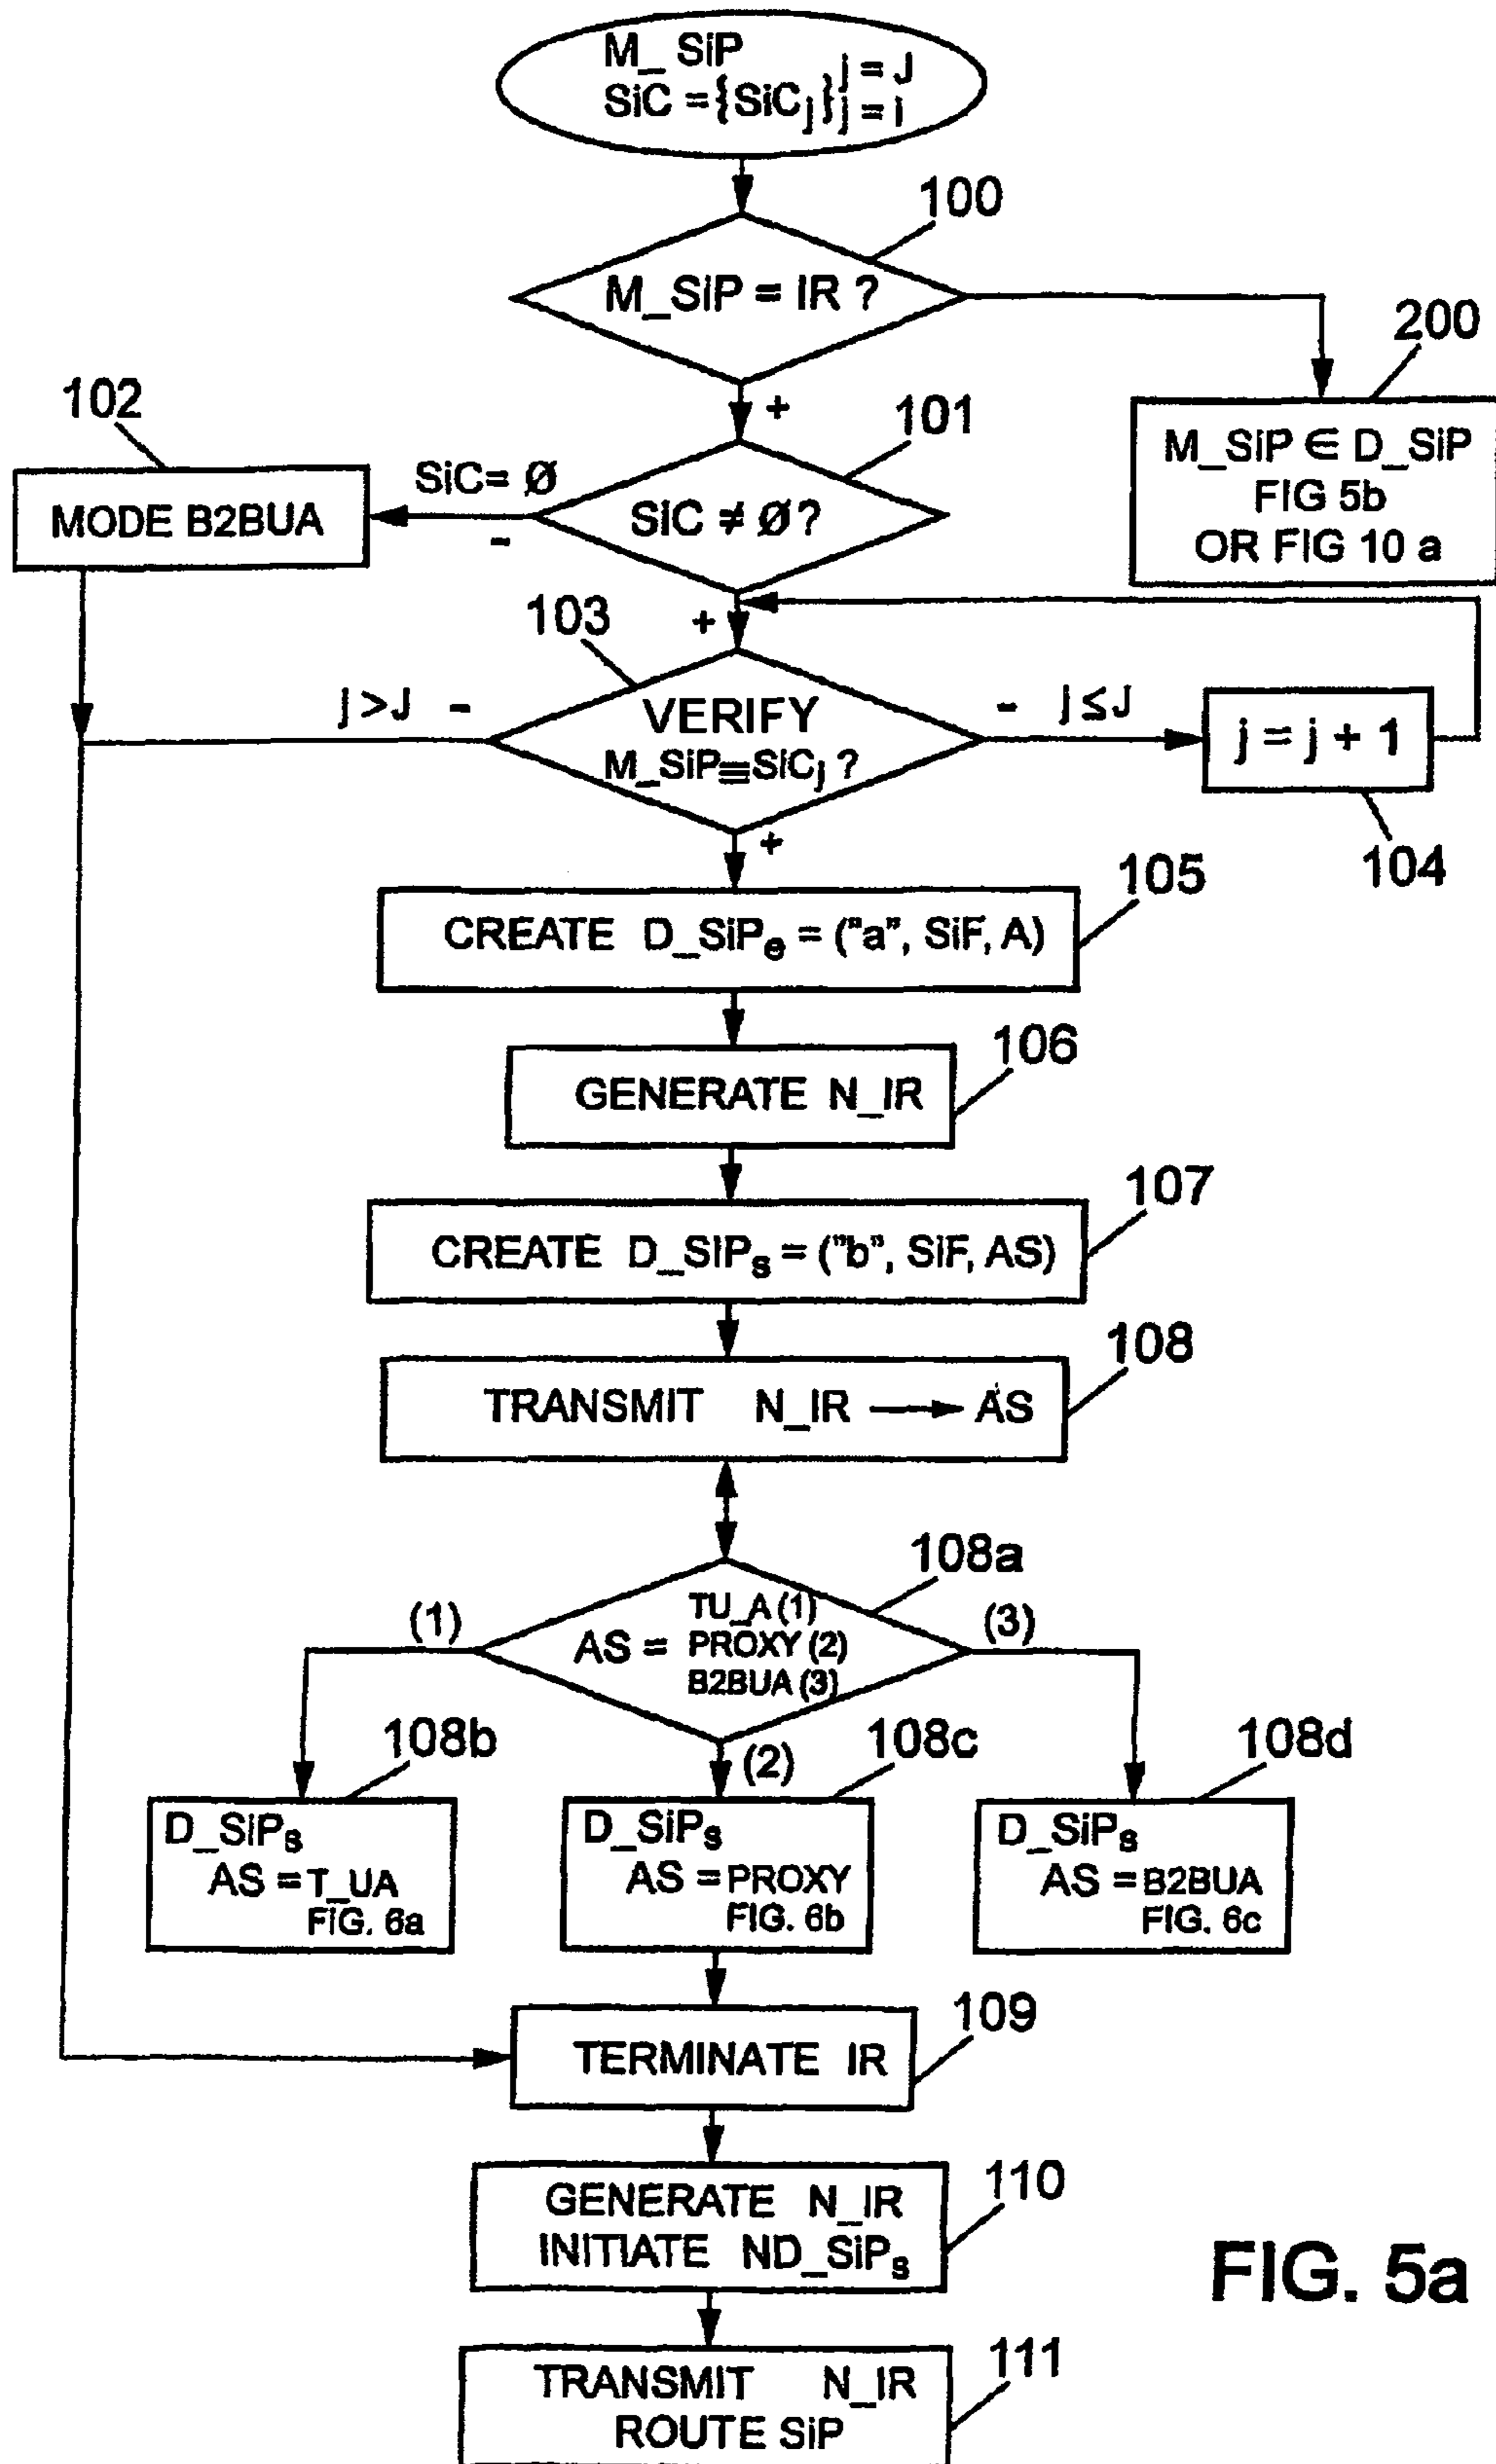 M_SiP
SiC = {SiC j} j = J j = i
100
M_SiP = IR ?
200
M_SiP ∈ D_SiP
FIG 5b
OR FIG 10 a
+
102
MODE B2BUA
SiC= Ø
-
101
SiC ≠ Ø ?
+
103
j>J -
VERIFY
M_SiP≡SiCj ?
- j≤J
j = j + 1
104
+
105
CREATE D_SiPe = ("a", SiF, A)
106
GENERATE N_IR
107
CREATE D_SiPs = ("b", SiF, AS)
108
TRANSMIT N_IR → AS
108a
(1)
TU_A (1)
AS = PROXY (2)
B2BUA (3)
(3)
(2)
108b
D_SiPs
AS = T_UA
FIG. 6a
108c
D_SiPs
AS = PROXY
FIG. 6b
108d
D_SiPs
AS = B2BUA
FIG. 6c
109
TERMINATE IR
110
GENERATE N_IR
INITIATE ND_SiPs
111
TRANSMIT N_IR
ROUTE SiP
FIG. 5a